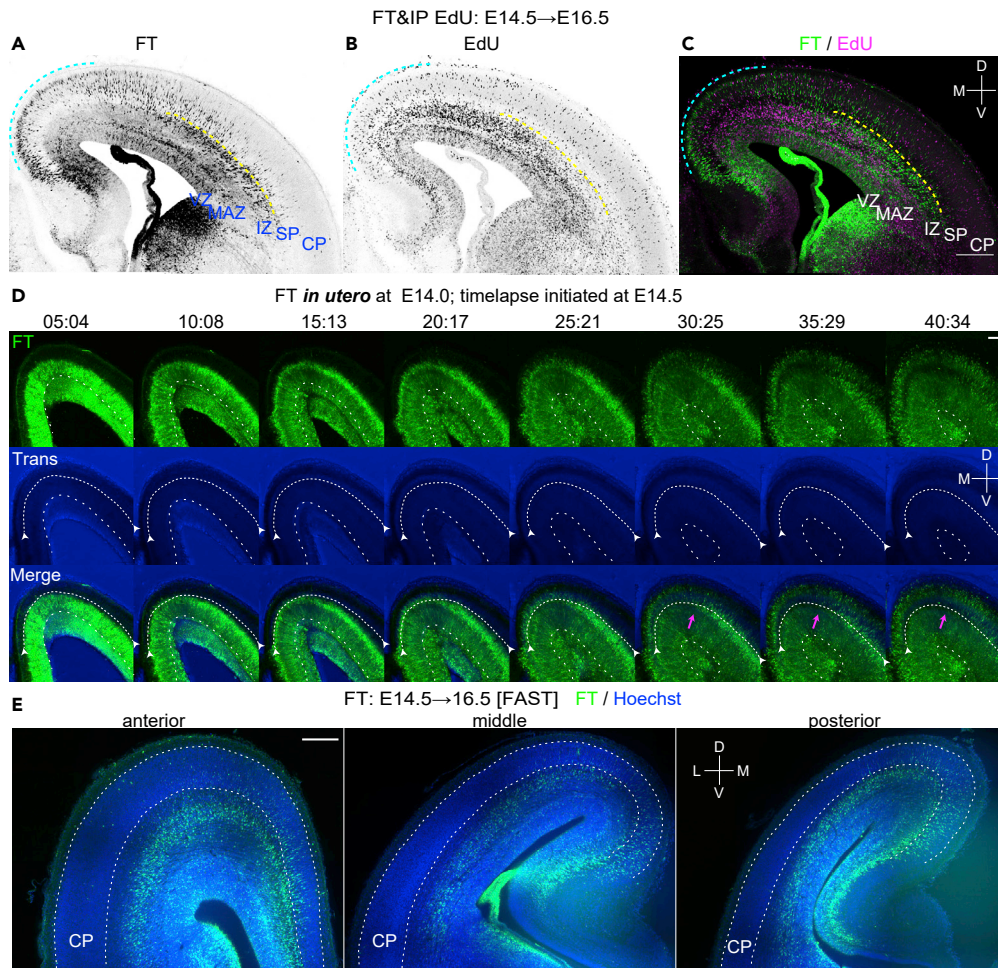 FT&IP EdU: E14.5→E16.5
A FT B EdU C FT / EdU
D
M
V
VZ
MAZ
IZ SP CP
VZ
MAZ
IZ SP
CP
D FT in utero at E14.0; timelapse initiated at E14.5
05:04 10:08 15:13 20:17 25:21 30:25 35:29 40:34
FT
Trans
D
M
V
Merge
E FT: E14.5→16.5 [FAST] FT / Hoechst
anterior middle posterior
D
L M
V
CP CP CP